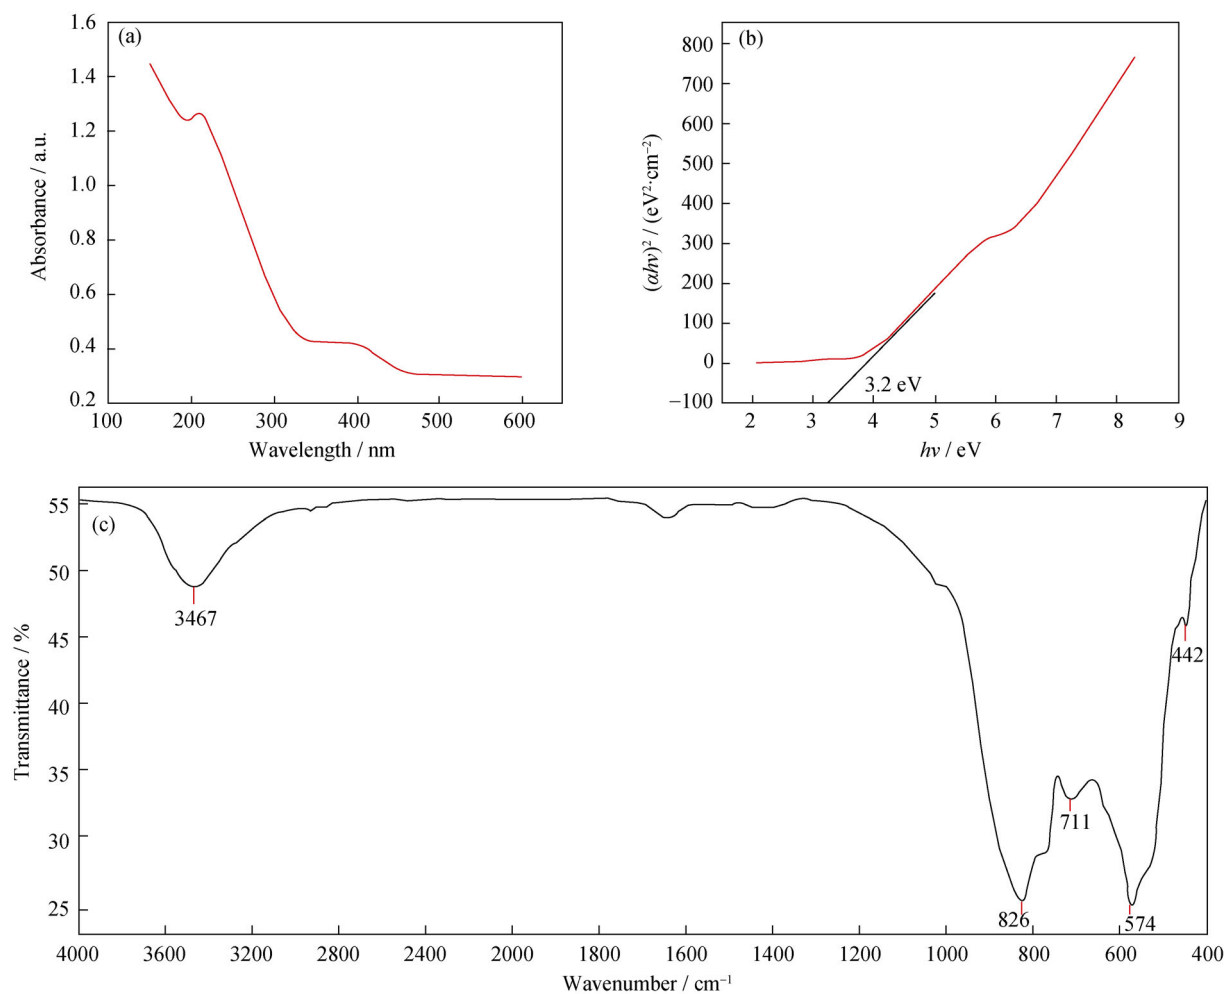 (a)
1.6
1.4
1.2
1.0
0.8
0.6
0.4
0.2
Absorbance / a.u.
100 200 300 400 500 600
Wavelength / nm
(b)
800
700
600
500
400
300
200
100
0
−100
(αhν)² / (eV²·cm⁻²)
3.2 eV
2 3 4 5 6 7 8 9
hν / eV
(c)
55
50
45
40
35
30
25
Transmittance / %
3467
826
711
574
442
4000 3600 3200 2800 2400 2000 1600 1200 1000 800 600 400
Wavenumber / cm⁻¹